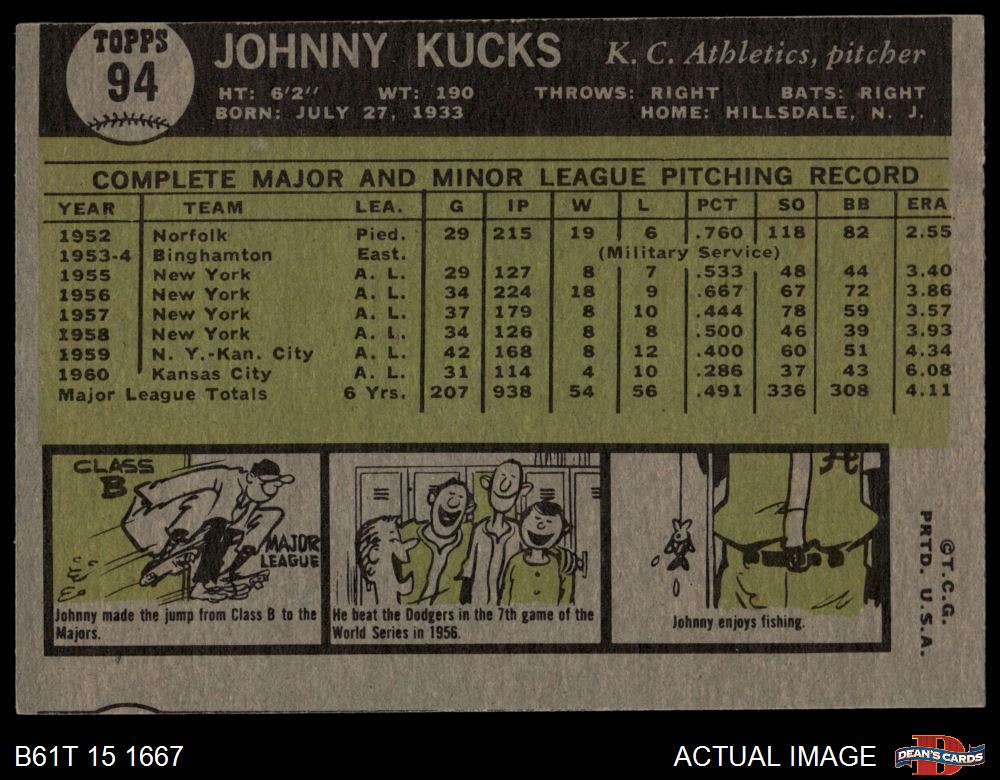 TOPPS
94
JOHNNY KUCKS K. C. Athletics, pitcher
HT: 6'2" WT: 190 THROWS: RIGHT BATS: RIGHT
BORN: JULY 27, 1933 HOME: HILLSDALE, N. J.
COMPLETE MAJOR AND MINOR LEAGUE PITCHING RECORD
YEAR TEAM LEA. G IP W L PCT SO BB ERA
1952 Norfolk Pied. 29 215 19 6 .760 118 82 2.55
1953-4 Binghamton East. (Military Service)
1955 New York A. L. 29 127 8 7 .533 48 44 3.40
1956 New York A. L. 34 224 18 9 .667 67 72 3.86
1957 New York A. L. 37 179 8 10 .444 78 59 3.57
1958 New York A. L. 34 126 8 8 .500 46 39 3.93
1959 N. Y.-Kan. City A. L. 42 168 8 12 .400 60 51 4.34
1960 Kansas City A. L. 31 114 4 10 .286 37 43 6.08
Major League Totals 6 Yrs. 207 938 54 56 .491 336 308 4.11
CLASS
B
MAJOR
LEAGUE
Johnny made the jump from Class B to the
Majors.
He beat the Dodgers in the 7th game of the
World Series in 1956.
A
Johnny enjoys fishing.
©T.C.G.
PRTD. U.S.A.
B61T 15 1667 ACTUAL IMAGE
DEAN'S CARDS